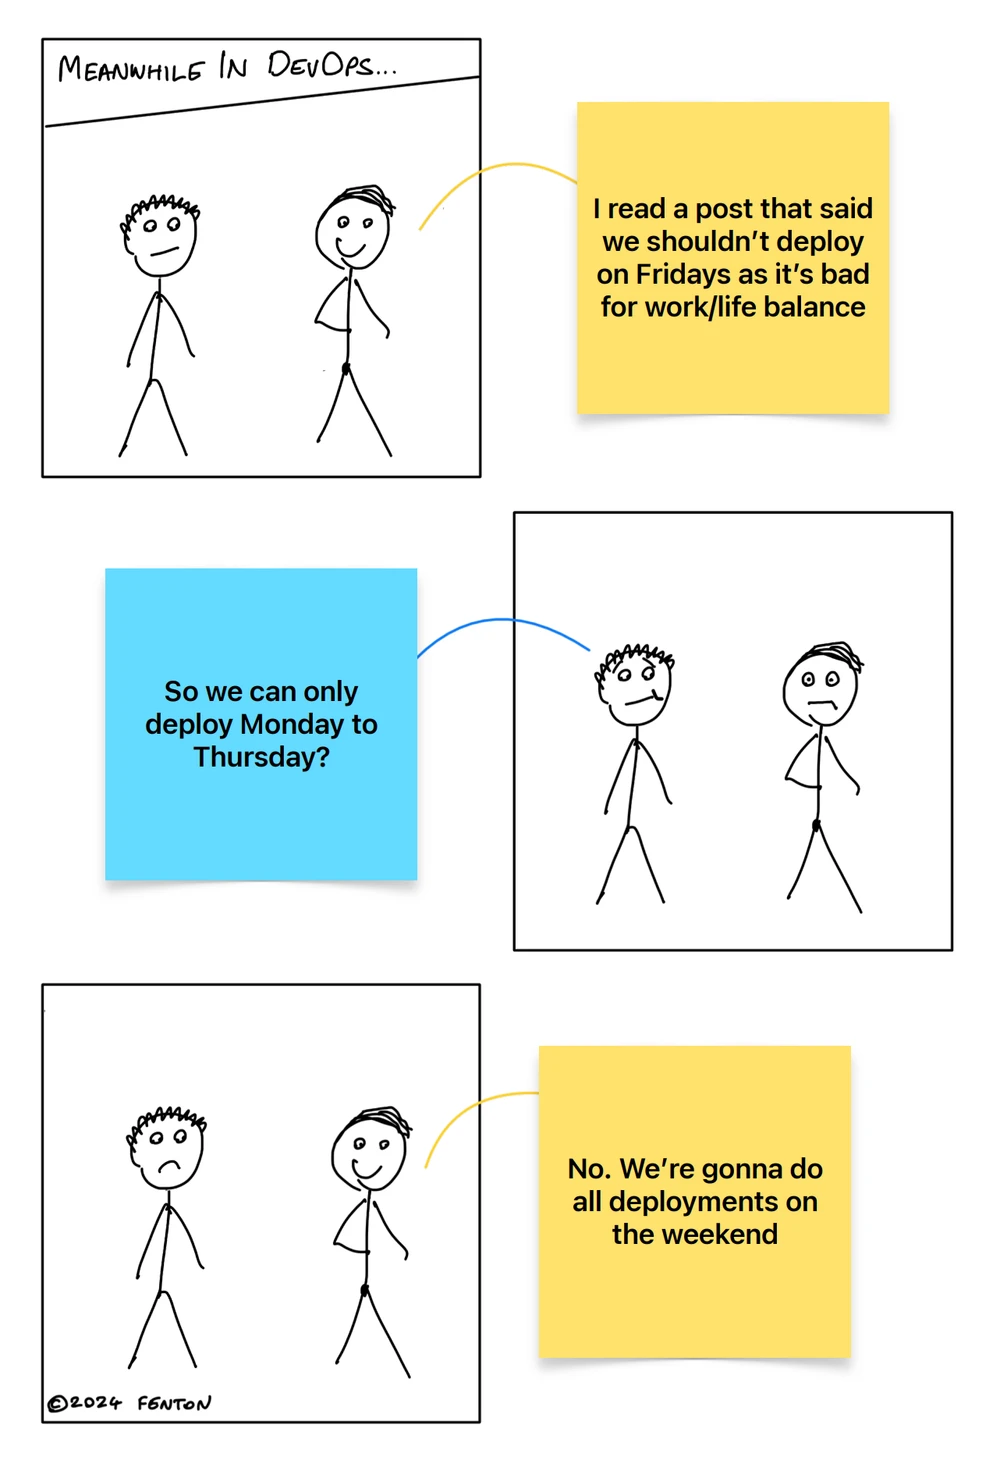 MEANWHILE IN DEVOPS...
I read a post that said
we shouldn’t deploy
on Fridays as it’s bad
for work/life balance
So we can only
deploy Monday to
Thursday?
No. We’re gonna do
all deployments on
the weekend
©2024 FENTON